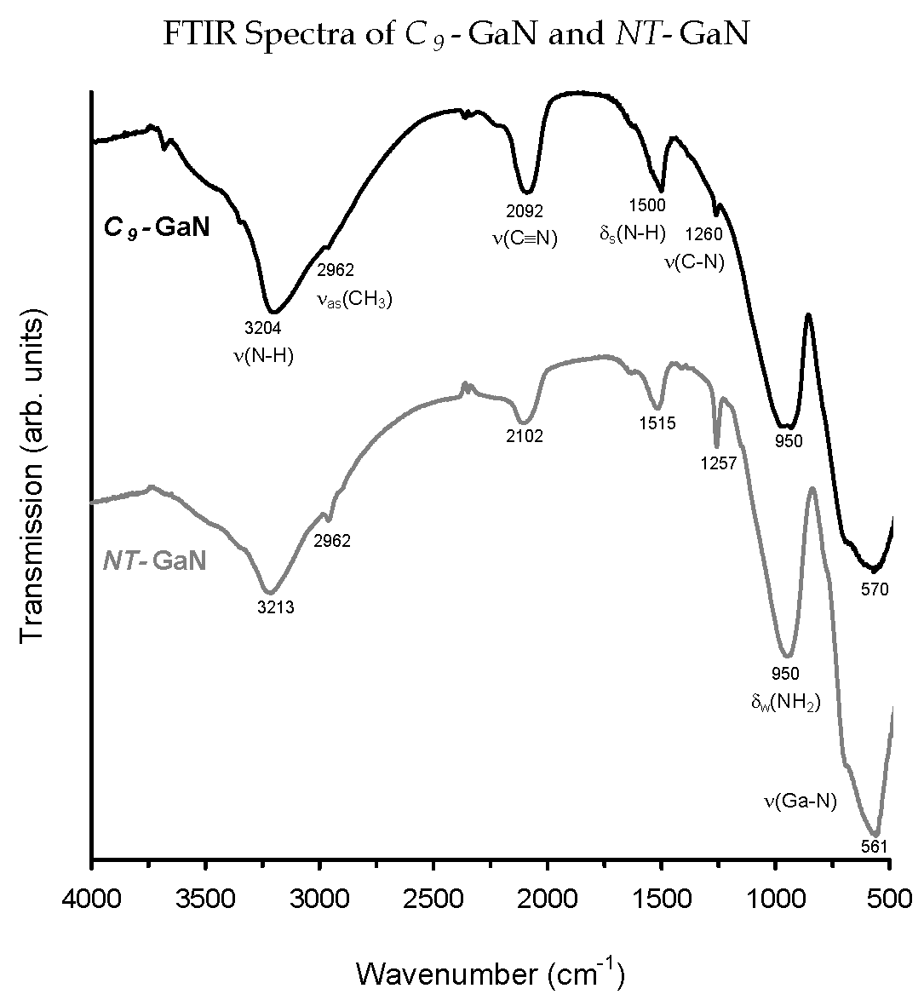 FTIR Spectra of C₉-GaN and NT-GaN
Transmission (arb. units)
C₉-GaN
2092
ν(C≡N)
1500
δₛ(N-H)
1260
ν(C-N)
2962
νₐₛ(CH₃)
3204
ν(N-H)
950
570
NT-GaN
2102
1515
1257
2962
3213
950
δw(NH₂)
ν(Ga-N)
561
4000 3500 3000 2500 2000 1500 1000 500
Wavenumber (cm⁻¹)